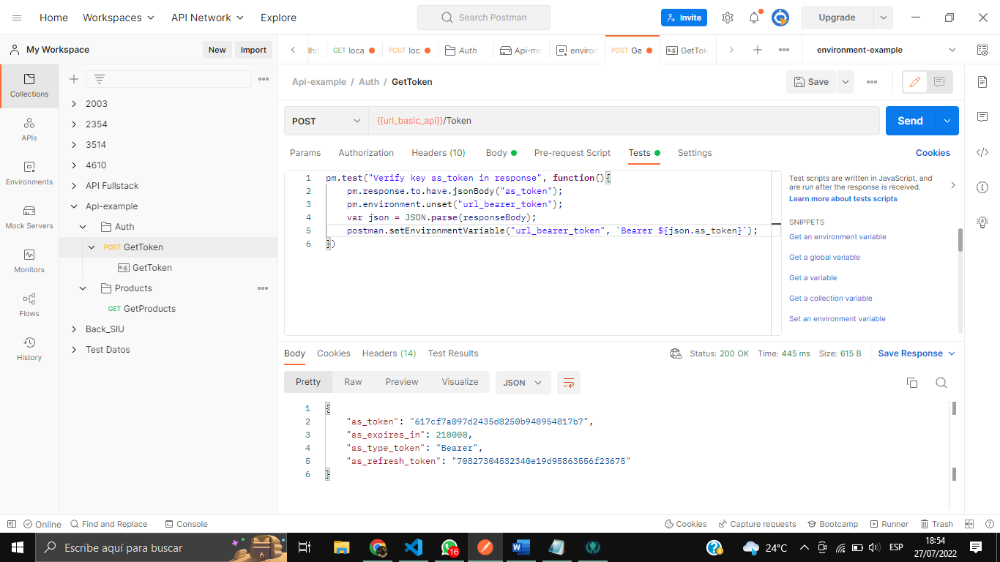 Home Workspaces API Network Explore Search Postman Invite Upgrade
My Workspace New Import lho GET loca POST loc Auth Api-mo environ POST Ge e.g. GetTok environment-example
Collections
APIs
Environments
Mock Servers
Monitors
Flows
History
2003
2354
3514
4610
API Fullstack
Api-example
Auth
POST GetToken
e.g. GetToken
Products
GET GetProducts
Back_SIU
Test Datos
Api-example / Auth / GetToken Save
POST {{url_basic_api}}/Token Send
Params Authorization Headers (10) Body Pre-request Script Tests Settings Cookies
1 pm.test("Verify key as_token in response", function(){
2 pm.response.to.have.jsonBody("as_token");
3 pm.environment.unset("url_bearer_token");
4 var json = JSON.parse(responseBody);
5 postman.setEnvironmentVariable("url_bearer_token", `Bearer ${json.as_token}`);
6 })
Test scripts are written in JavaScript, and
are run after the response is received.
Learn more about tests scripts
SNIPPETS
Get an environment variable
Get a global variable
Get a variable
Get a collection variable
Set an environment variable
Body Cookies Headers (14) Test Results Status: 200 OK Time: 445 ms Size: 615 B Save Response
Pretty Raw Preview Visualize JSON
1 {
2 "as_token": "617cf7a097d2435d8250b948954817b7",
3 "as_expires_in": 210000,
4 "as_type_token": "Bearer",
5 "as_refresh_token": "70827304532340e19d95863556f23675"
6 }
Online Find and Replace Console Cookies Capture requests Bootcamp Runner Trash
Escribe aquí para buscar 16 24°C ESP 18:54
27/07/2022